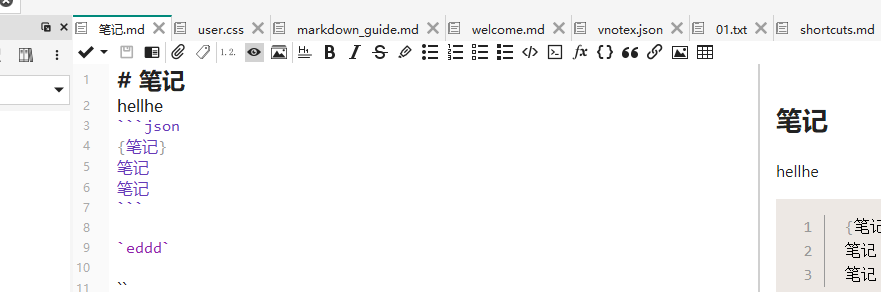 笔记.md user.css markdown_guide.md welcome.md vnotex.json 01.txt shortcuts.md
1. 2. H B I S fx {}
1 # 笔记
2 hellhe
3 ```json
4 {笔记}
5 笔记
6 笔记
7 ```
8
9 `eddd`
10
11 ``
笔记
hellhe
1 {笔记
2 笔记
3 笔记